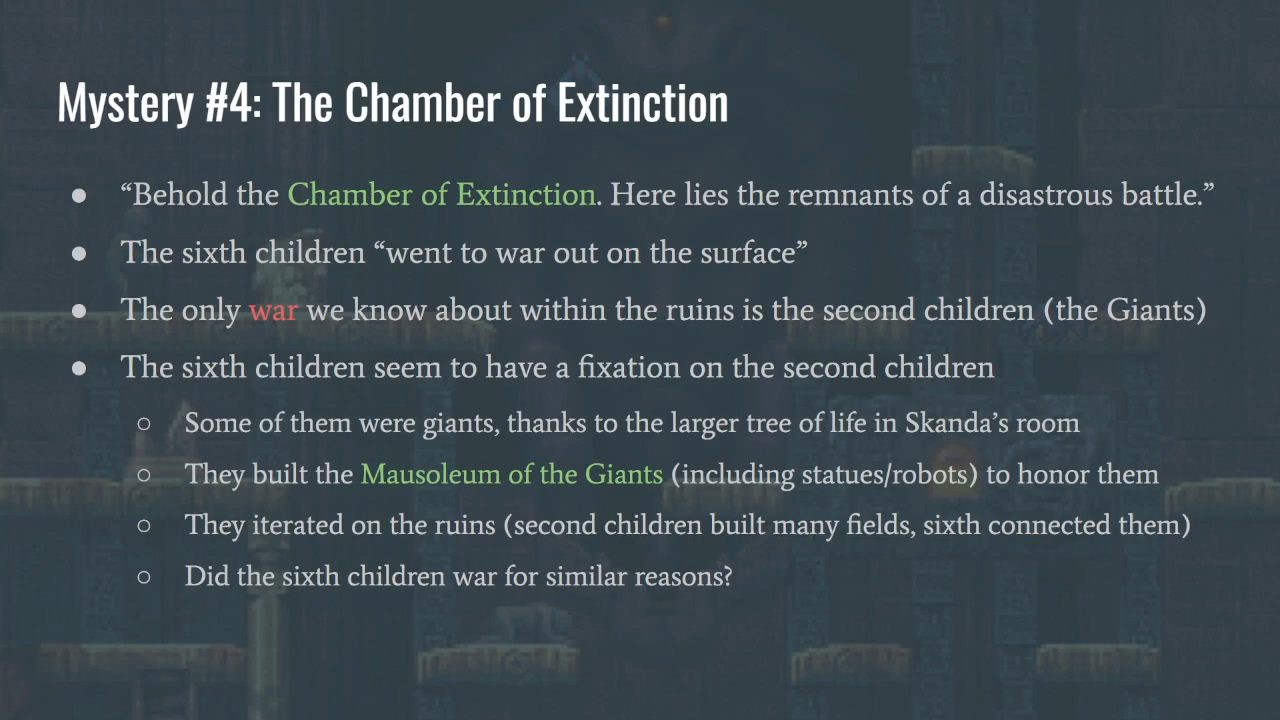 Mystery #4: The Chamber of Extinction
● “Behold the Chamber of Extinction. Here lies the remnants of a disastrous battle.”
● The sixth children “went to war out on the surface”
● The only war we know about within the ruins is the second children (the Giants)
● The sixth children seem to have a fixation on the second children
○ Some of them were giants, thanks to the larger tree of life in Skanda’s room
○ They built the Mausoleum of the Giants (including statues/robots) to honor them
○ They iterated on the ruins (second children built many fields, sixth connected them)
○ Did the sixth children war for similar reasons?